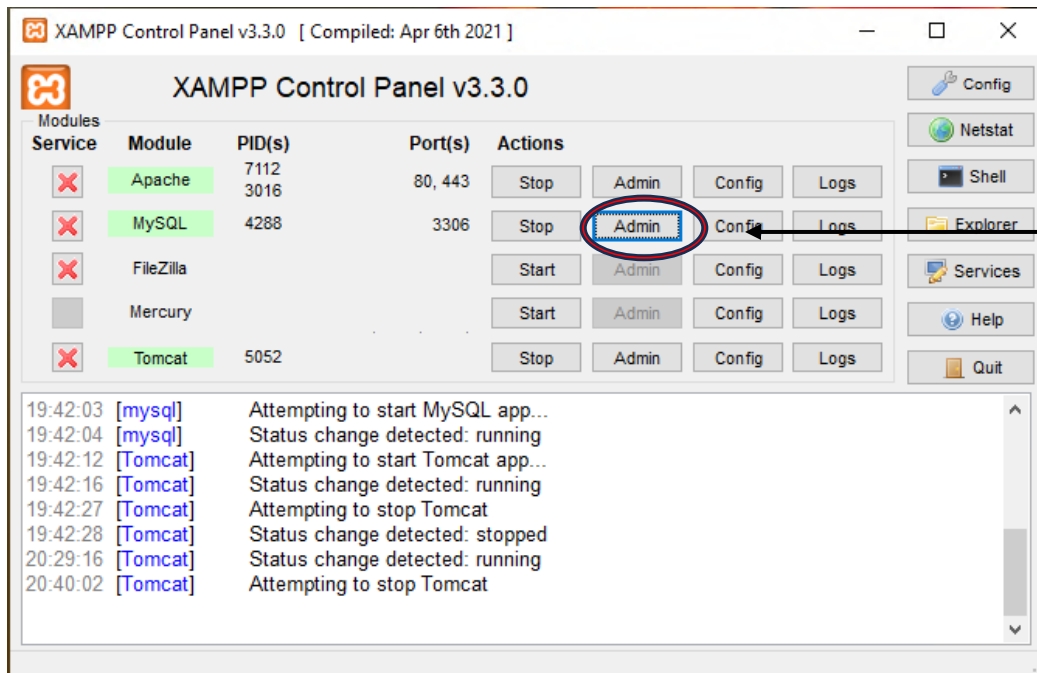 XAMPP Control Panel v3.3.0 [ Compiled: Apr 6th 2021 ]
XAMPP Control Panel v3.3.0
Config
Modules
Service Module PID(s) Port(s) Actions
Netstat
Apache 7112 3016 80, 443 Stop Admin Config Logs
Shell
MySQL 4288 3306 Stop Admin Config Logs
Explorer
FileZilla Start Admin Config Logs
Services
Mercury Start Admin Config Logs
Help
Tomcat 5052 Stop Admin Config Logs
Quit
19:42:03 [mysql] Attempting to start MySQL app...
19:42:04 [mysql] Status change detected: running
19:42:12 [Tomcat] Attempting to start Tomcat app...
19:42:16 [Tomcat] Status change detected: running
19:42:27 [Tomcat] Attempting to stop Tomcat
19:42:28 [Tomcat] Status change detected: stopped
20:29:16 [Tomcat] Status change detected: running
20:40:02 [Tomcat] Attempting to stop Tomcat